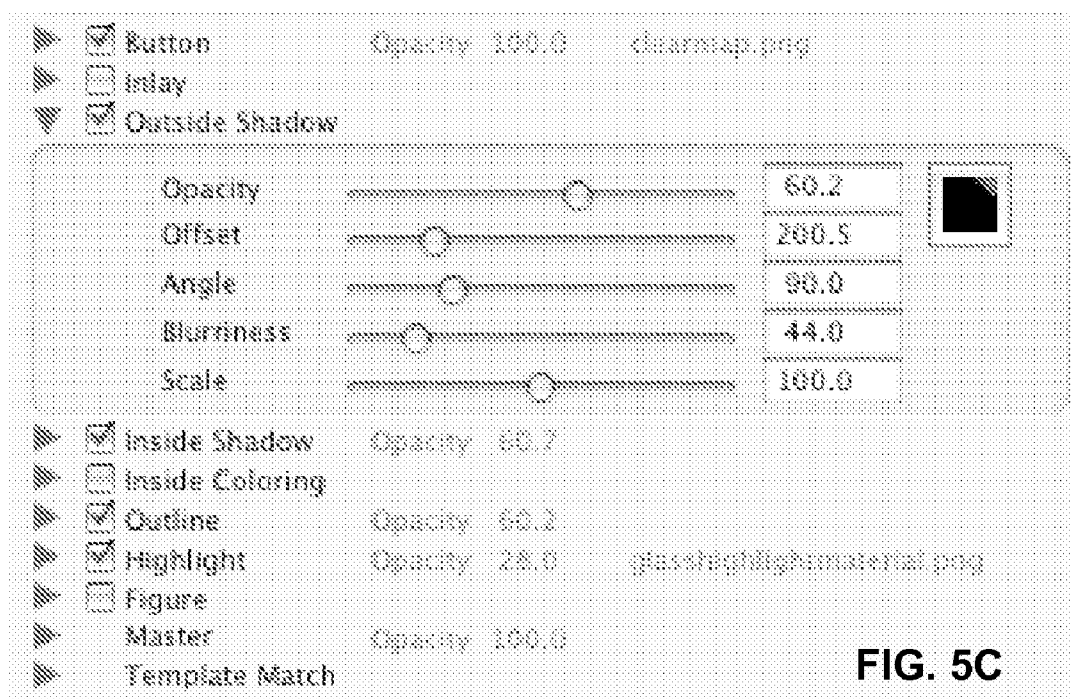 Button Opacity 100.0 clearmap.png
Inlay
Outside Shadow
Opacity 60.2
Offset 200.5
Angle 90.0
Blurriness 44.0
Scale 100.0
Inside Shadow Opacity 60.7
Inside Coloring
Outline Opacity 60.2
Highlight Opacity 28.0 glasshighlightmaterial.png
Figure
Master Opacity 100.0
Template Match
FIG. 5C